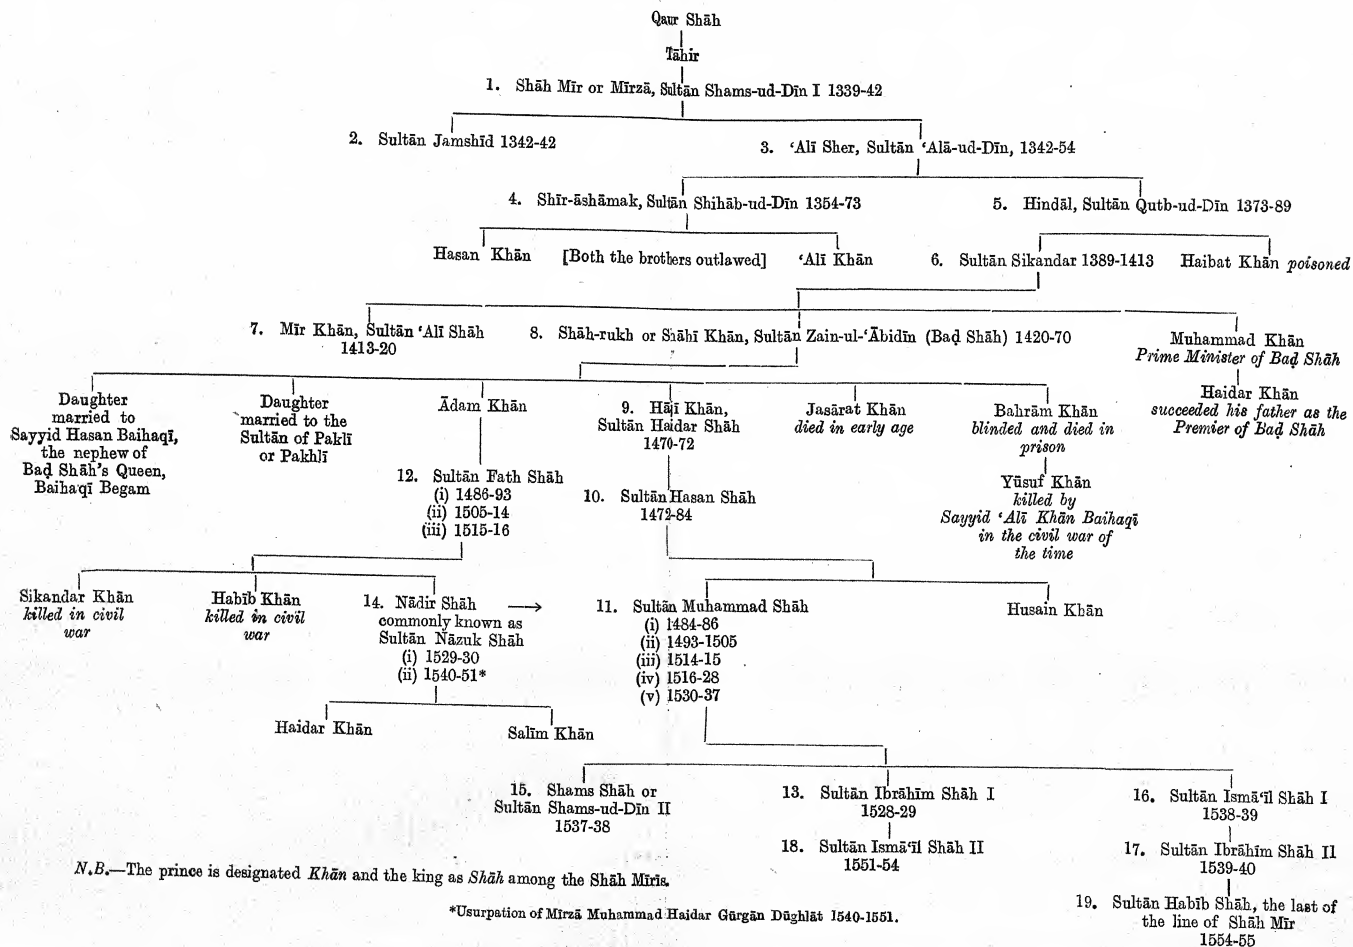 Qaur Shāh
Tāhir
1. Shāh Mīr or Mīrzā, Sultān Shams-ud-Dīn I 1339-42
2. Sultān Jamshīd 1342-42
3. ‘Alī Sher, Sultān ‘Alā-ud-Dīn, 1342-54
4. Shīr-āshāmak, Sultān Shihāb-ud-Dīn 1354-73
5. Hindāl, Sultān Qutb-ud-Dīn 1373-89
Hasan Khān
[Both the brothers outlawed]
‘Alī Khān
6. Sultān Sikandar 1389-1413
Haibat Khān poisoned
7. Mīr Khān, Sultān ‘Alī Shāh
1413-20
8. Shāh-rukh or Shāhī Khān, Sultān Zain-ul-‘Ābidīn (Baḍ Shāh) 1420-70
Muhammad Khān
Prime Minister of Baḍ Shāh
Haidar Khān
succeeded his father as the
Premier of Baḍ Shāh
Daughter
married to
Sayyid Hasan Baihaqī,
the nephew of
Baḍ Shāh's Queen,
Baihaqī Begam
Daughter
married to the
Sultān of Paklī
or Pakhlī
Ādam Khān
9. Hājī Khān,
Sultān Haidar Shāh
1470-72
Jasārat Khān
died in early age
Bahrām Khān
blinded and died in
prison
12. Sultān Fath Shāh
(i) 1486-93
(ii) 1505-14
(iii) 1515-16
10. Sultān Hasan Shāh
1472-84
Yūsuf Khān
killed by
Sayyid ‘Alī Khān Baihaqī
in the civil war of
the time
Sikandar Khān
killed in civil
war
Habīb Khān
killed in civil
war
14. Nādir Shāh →
commonly known as
Sultān Nāzuk Shāh
(i) 1529-30
(ii) 1540-51*
11. Sultān Muhammad Shāh
(i) 1484-86
(ii) 1493-1505
(iii) 1514-15
(iv) 1516-28
(v) 1530-37
Husain Khān
Haidar Khān
Salīm Khān
15. Shams Shāh or
Sultān Shams-ud-Dīn II
1537-38
13. Sultān Ibrāhīm Shāh I
1528-29
16. Sultān Ismā‘īl Shāh I
1538-39
18. Sultān Ismā‘īl Shāh II
1551-54
17. Sultān Ibrāhīm Shāh II
1539-40
19. Sultān Habīb Shāh, the last of
the line of Shāh Mīr
1554-55
N.B.—The prince is designated Khān and the king as Shāh among the Shāh Mīrīs.
*Usurpation of Mīrzā Muhammad Haidar Gūrgān Dūghlāt 1540-1551.